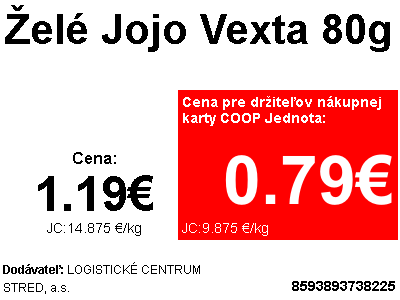 Želé Jojo Vexta 80g
Cena pre držiteľov nákupnej
karty COOP Jednota:
Cena:
1.19€
0.79€
JC:14.875 €/kg
JC:9.875 €/kg
Dodávateľ: LOGISTICKÉ CENTRUM
STRED, a.s.
8593893738225